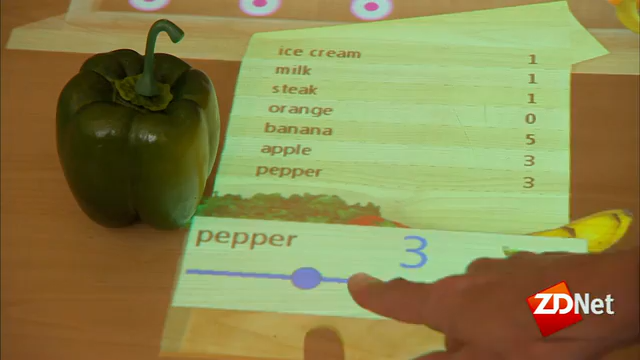 ice cream 1
milk 1
steak 1
orange 0
banana 5
apple 3
pepper 3
pepper 3
ZDNet